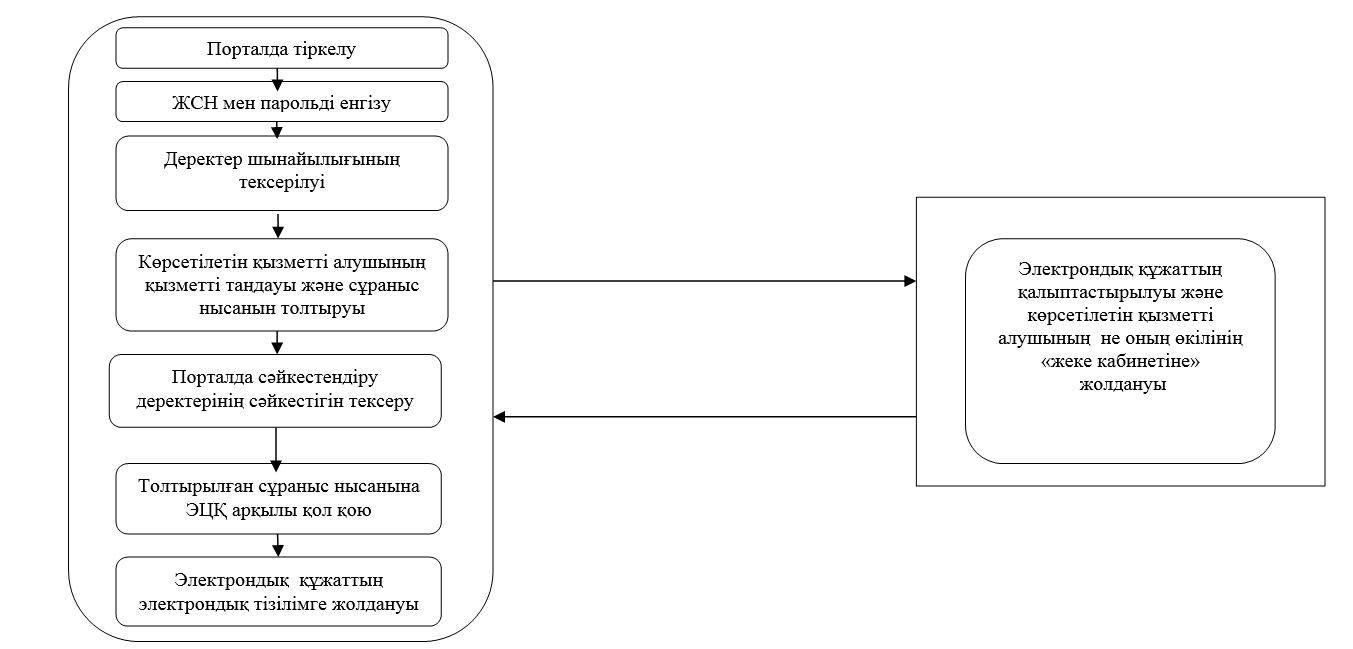 Порталда тіркелу
ЖСН мен парольді енгізу
Деректер шынайылығының
тексерілуі
Көрсетілетін қызметті алушының
қызметті таңдауы және сұраныс
нысанын толтыруы
Порталда сәйкестендіру
деректерінің сәйкестігін тексеру
Толтырылған сұраныс нысанына
ЭЦҚ арқылы қол қою
Электрондық құжаттың
электрондық тізілімге жолдануы
Электрондық құжаттың
қалыптастырылуы және
көрсетілетін қызметті
алушының не оның өкілінің
«жеке кабинетіне»
жолдануы